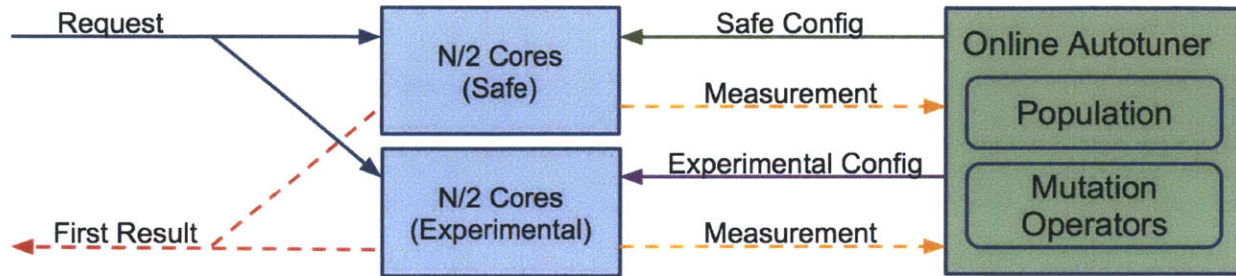 Request
N/2 Cores
(Safe)
Safe Config
Measurement
Online Autotuner
Population
Experimental Config
N/2 Cores
(Experimental)
Mutation
Operators
First Result
Measurement